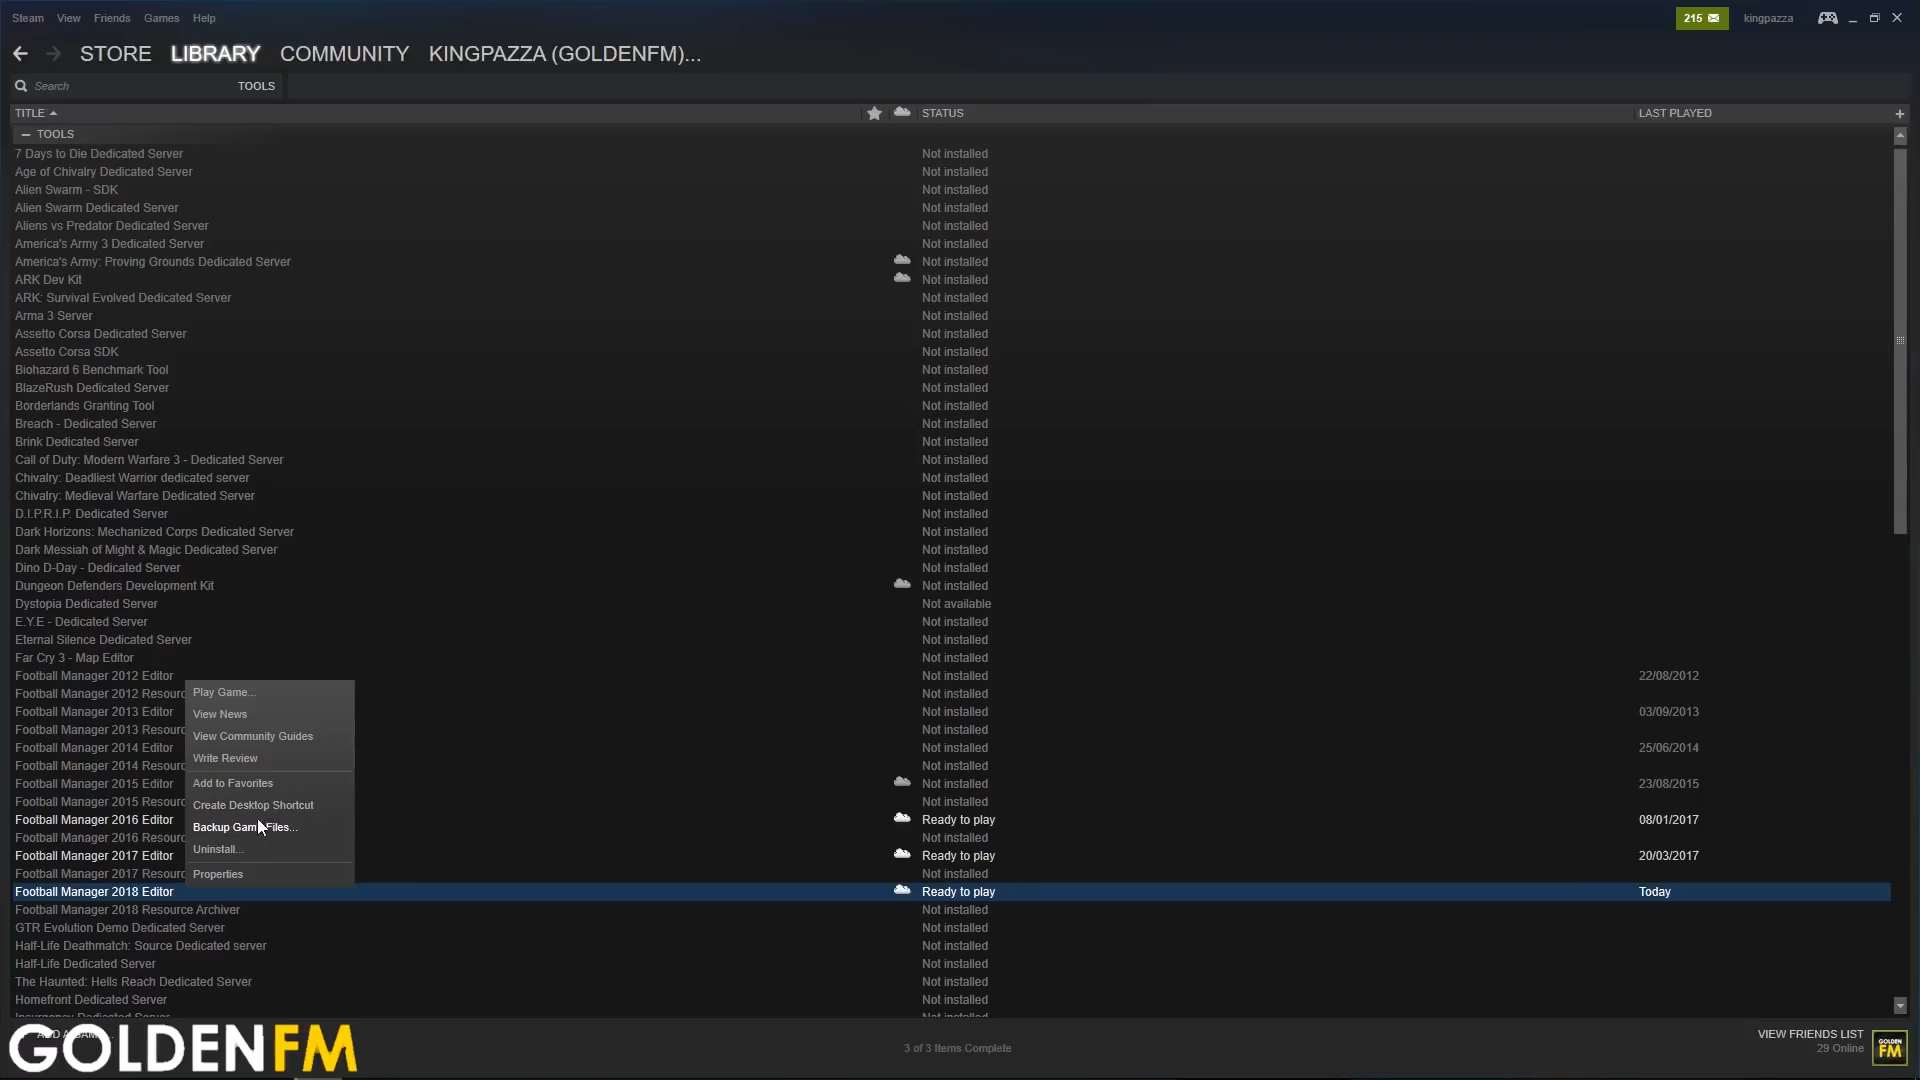 Steam View Friends Games Help 215 kingpazza
STORE LIBRARY COMMUNITY KINGPAZZA (GOLDENFM)...
Search TOOLS
TITLE STATUS LAST PLAYED +
– TOOLS
7 Days to Die Dedicated Server Not installed
Age of Chivalry Dedicated Server Not installed
Alien Swarm - SDK Not installed
Alien Swarm Dedicated Server Not installed
Aliens vs Predator Dedicated Server Not installed
America's Army 3 Dedicated Server Not installed
America's Army: Proving Grounds Dedicated Server Not installed
ARK Dev Kit Not installed
ARK: Survival Evolved Dedicated Server Not installed
Arma 3 Server Not installed
Assetto Corsa Dedicated Server Not installed
Assetto Corsa SDK Not installed
Biohazard 6 Benchmark Tool Not installed
BlazeRush Dedicated Server Not installed
Borderlands Granting Tool Not installed
Breach - Dedicated Server Not installed
Brink Dedicated Server Not installed
Call of Duty: Modern Warfare 3 - Dedicated Server Not installed
Chivalry: Deadliest Warrior dedicated server Not installed
Chivalry: Medieval Warfare Dedicated Server Not installed
D.I.P.R.I.P. Dedicated Server Not installed
Dark Horizons: Mechanized Corps Dedicated Server Not installed
Dark Messiah of Might & Magic Dedicated Server Not installed
Dino D-Day - Dedicated Server Not installed
Dungeon Defenders Development Kit Not installed
Dystopia Dedicated Server Not available
E.Y.E - Dedicated Server Not installed
Eternal Silence Dedicated Server Not installed
Far Cry 3 - Map Editor Not installed
Football Manager 2012 Editor Not installed 22/08/2012
Football Manager 2012 Resourc Not installed
Football Manager 2013 Editor Not installed 03/09/2013
Football Manager 2013 Resourc Not installed
Football Manager 2014 Editor Not installed 25/06/2014
Football Manager 2014 Resourc Not installed
Football Manager 2015 Editor Not installed 23/08/2015
Football Manager 2015 Resourc Not installed
Football Manager 2016 Editor Ready to play 08/01/2017
Football Manager 2016 Resourc Not installed
Football Manager 2017 Editor Ready to play 20/03/2017
Football Manager 2017 Resourc Not installed
Football Manager 2018 Editor Ready to play Today
Football Manager 2018 Resource Archiver Not installed
GTR Evolution Demo Dedicated Server Not installed
Half-Life Deathmatch: Source Dedicated server Not installed
Half-Life Dedicated Server Not installed
The Haunted: Hells Reach Dedicated Server Not installed
Homefront Dedicated Server Not installed
Insurgency Dedicated Server Not installed
Play Game...
View News
View Community Guides
Write Review
Add to Favorites
Create Desktop Shortcut
Backup Game Files...
Uninstall...
Properties
GOLDENFM
3 of 3 Items Complete
VIEW FRIENDS LIST
29 Online
GOLDEN
FM